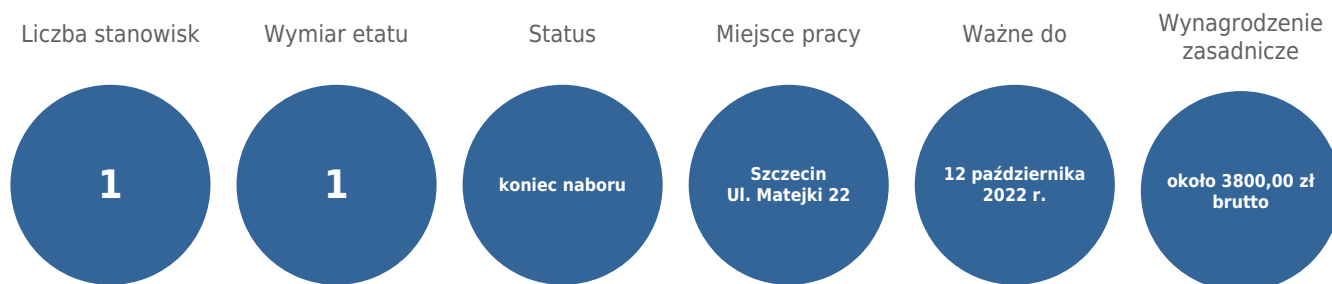 Liczba stanowisk
1
Wymiar etatu
1
Status
koniec naboru
Miejsce pracy
Szczecin
Ul. Matejki 22
Ważne do
12 października
2022 r.
Wynagrodzenie
zasadnicze
około 3800,00 zł
brutto